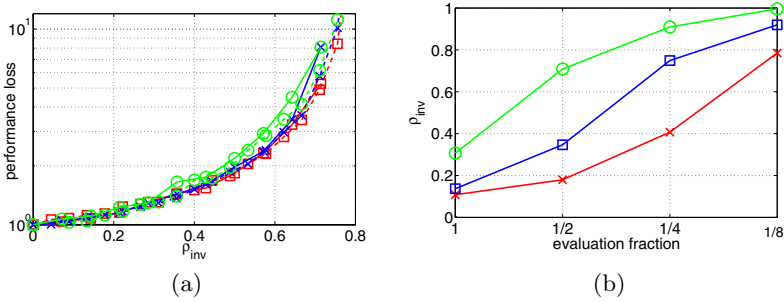 10¹
performance loss
10⁰
0 0.2 0.4 0.6 0.8
ρinv
(a)
1
0.8
0.6
0.4
0.2
0
ρinv
1 1/2 1/4 1/8
evaluation fraction
(b)